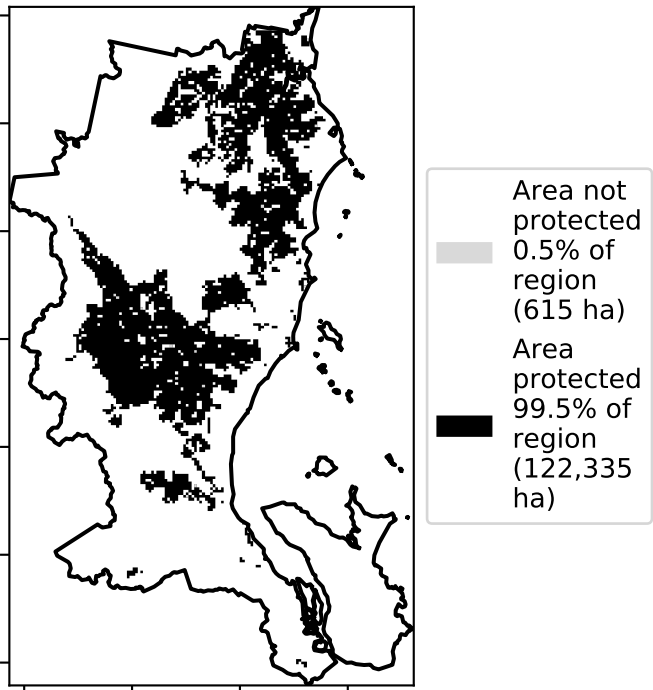 Area not
protected
0.5% of
region
(615 ha)
Area
protected
99.5% of
region
(122,335
ha)